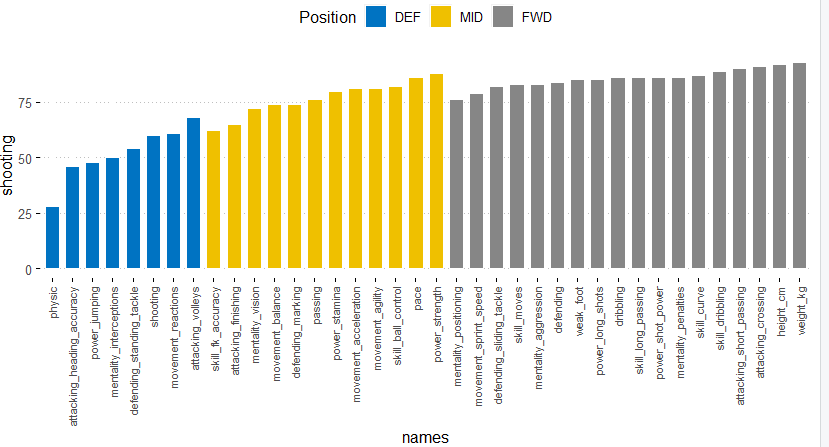 Position DEF MID FWD
shooting
75
50
25
0
physic
attacking_heading_accuracy
power_jumping
mentality_interceptions
defending_standing_tackle
shooting
movement_reactions
attacking_volleys
skill_fk_accuracy
attacking_finishing
mentality_vision
movement_balance
defending_marking
passing
power_stamina
movement_acceleration
movement_agility
skill_ball_control
pace
power_strength
mentality_positioning
movement_sprint_speed
defending_sliding_tackle
skill_moves
mentality_aggression
defending
weak_foot
power_long_shots
dribbling
skill_long_passing
power_shot_power
mentality_penalties
skill_curve
skill_dribbling
attacking_short_passing
attacking_crossing
height_cm
weight_kg
names